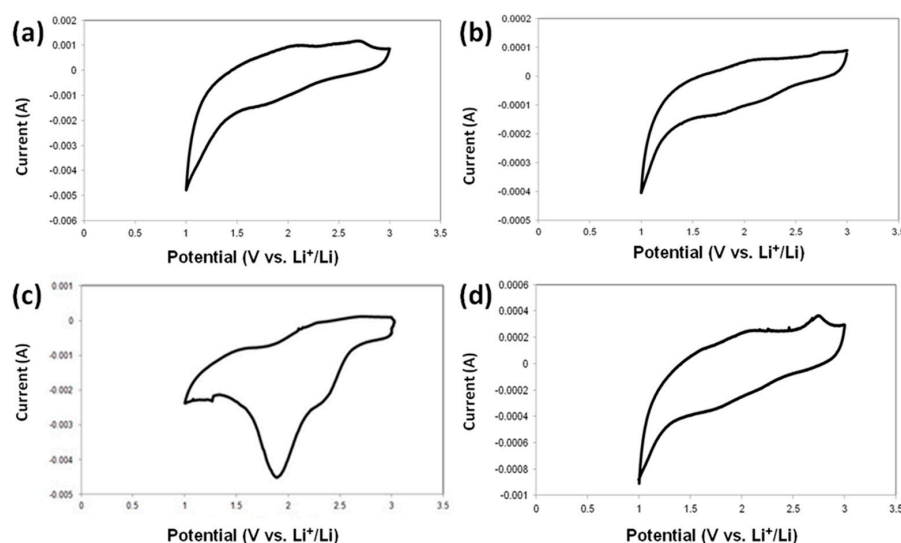 (a)
0.002
0.001
0
-0.001
-0.002
-0.003
-0.004
-0.005
-0.006
Current (A)
0 0.5 1 1.5 2 2.5 3 3.5
Potential (V vs. Li⁺/Li)
(b)
0.0002
0.0001
0
-0.0001
-0.0002
-0.0003
-0.0004
-0.0005
Current (A)
0 0.5 1 1.5 2 2.5 3 3.5
Potential (V vs. Li⁺/Li)
(c)
0.001
0
-0.001
-0.002
-0.003
-0.004
-0.005
Current (A)
0 0.5 1 1.5 2 2.5 3 3.5
Potential (V vs. Li⁺/Li)
(d)
0.0006
0.0004
0.0002
0
-0.0002
-0.0004
-0.0006
-0.0008
-0.001
Current (A)
0 0.5 1 1.5 2 2.5 3 3.5
Potential (V vs. Li⁺/Li)